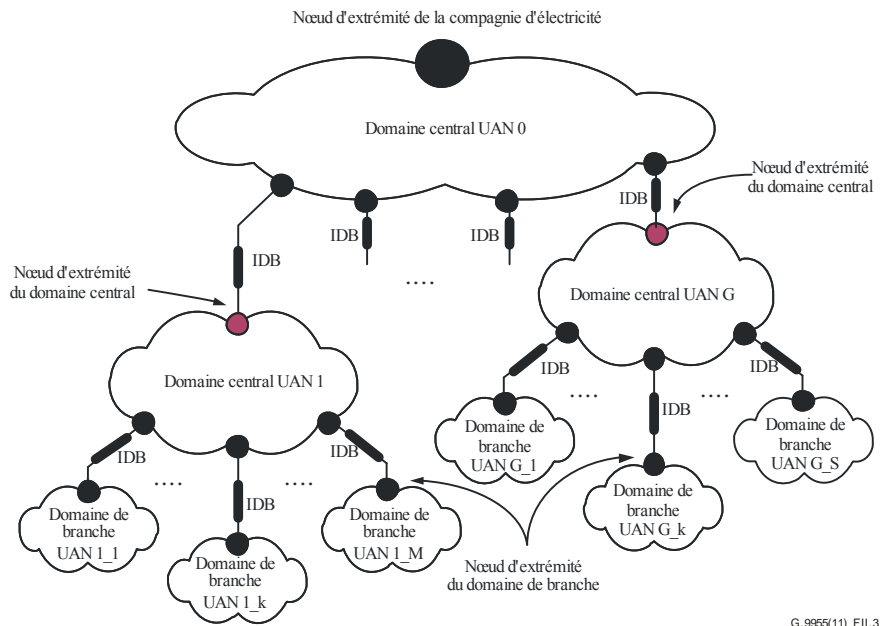 Nœud d'extrémité de la compagnie d'électricité
Domaine central UAN 0
Nœud d'extrémité
du domaine central
IDB
IDB
IDB
IDB
Nœud d'extrémité
du domaine central
....
Domaine central UAN G
Domaine central UAN 1
IDB
....
IDB
....
IDB
Domaine de
branche
UAN G_1
Domaine de
branche
UAN G_S
IDB
....
IDB
....
IDB
Domaine de
branche
UAN G_k
Domaine de
branche
UAN 1_1
Domaine de
branche
UAN 1_k
Domaine de
branche
UAN 1_M
Nœud d'extrémité
du domaine de branche
G.9955(11)_FII.3